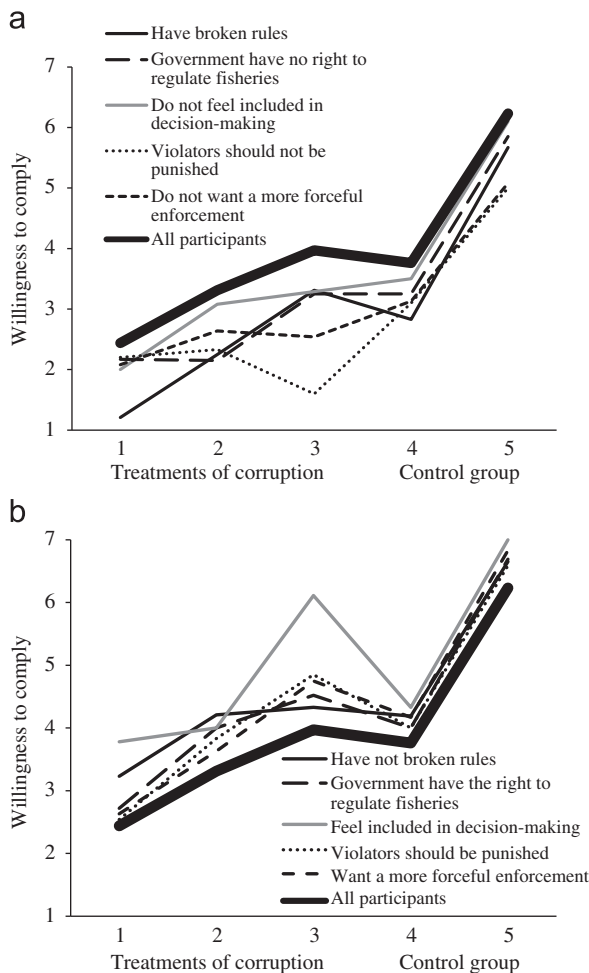 a
Have broken rules
Government have no right to
regulate fisheries
Do not feel included in
decision-making
Violators should not be
punished
Do not want a more forceful
enforcement
All participants
7
6
5
4
3
2
1
Willingness to comply
1 2 3 4 5
Treatments of corruption Control group
b
7
6
5
4
3
2
1
Willingness to comply
Have not broken rules
Government have the right to
regulate fisheries
Feel included in decision-making
Violators should be punished
Want a more forceful enforcement
All participants
1 2 3 4 5
Treatments of corruption Control group